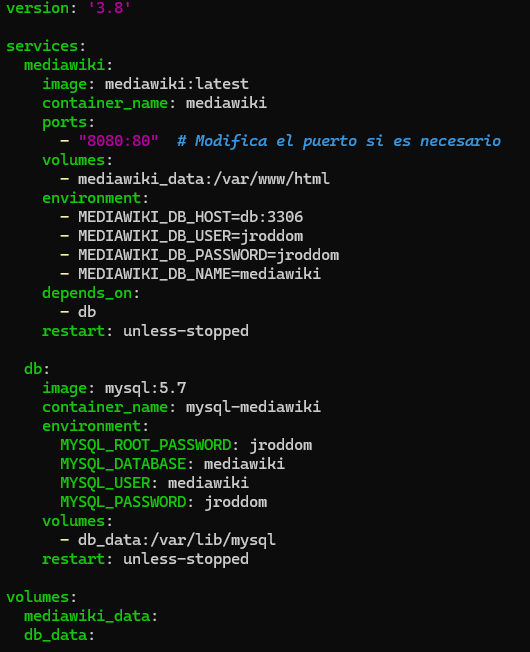 version: '3.8'

services:
  mediawiki:
    image: mediawiki:latest
    container_name: mediawiki
    ports:
      - "8080:80"  # Modifica el puerto si es necesario
    volumes:
      - mediawiki_data:/var/www/html
    environment:
      - MEDIAWIKI_DB_HOST=db:3306
      - MEDIAWIKI_DB_USER=jroddom
      - MEDIAWIKI_DB_PASSWORD=jroddom
      - MEDIAWIKI_DB_NAME=mediawiki
    depends_on:
      - db
    restart: unless-stopped

  db:
    image: mysql:5.7
    container_name: mysql-mediawiki
    environment:
      MYSQL_ROOT_PASSWORD: jroddom
      MYSQL_DATABASE: mediawiki
      MYSQL_USER: mediawiki
      MYSQL_PASSWORD: jroddom
    volumes:
      - db_data:/var/lib/mysql
    restart: unless-stopped

volumes:
  mediawiki_data:
  db_data: